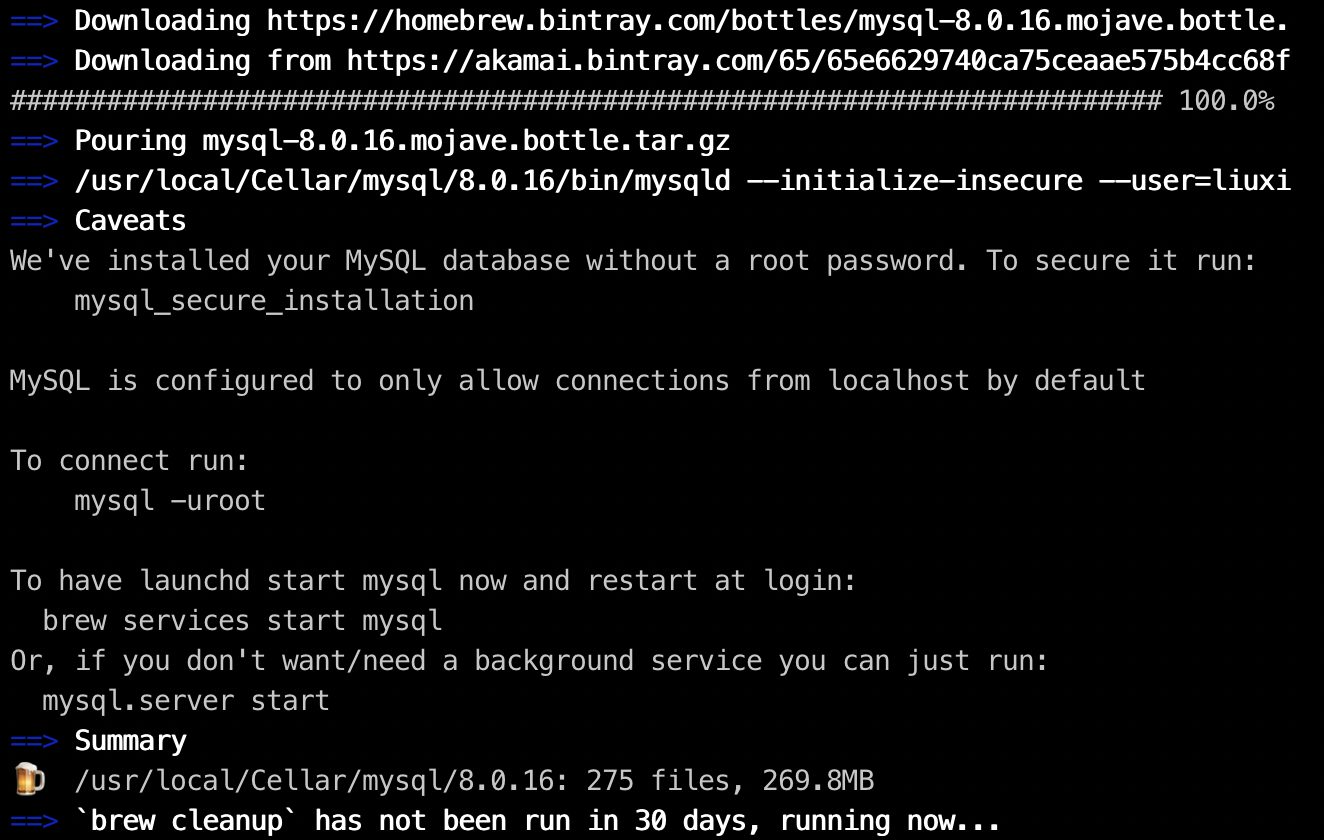 ==> Downloading https://homebrew.bintray.com/bottles/mysql-8.0.16.mojave.bottle.
==> Downloading from https://akamai.bintray.com/65/65e6629740ca75ceaae575b4cc68f
######################################################################## 100.0%
==> Pouring mysql-8.0.16.mojave.bottle.tar.gz
==> /usr/local/Cellar/mysql/8.0.16/bin/mysqld --initialize-insecure --user=liuxi
==> Caveats
We've installed your MySQL database without a root password. To secure it run:
    mysql_secure_installation

MySQL is configured to only allow connections from localhost by default

To connect run:
    mysql -uroot

To have launchd start mysql now and restart at login:
  brew services start mysql
Or, if you don't want/need a background service you can just run:
  mysql.server start
==> Summary
🍺  /usr/local/Cellar/mysql/8.0.16: 275 files, 269.8MB
==> `brew cleanup` has not been run in 30 days, running now...